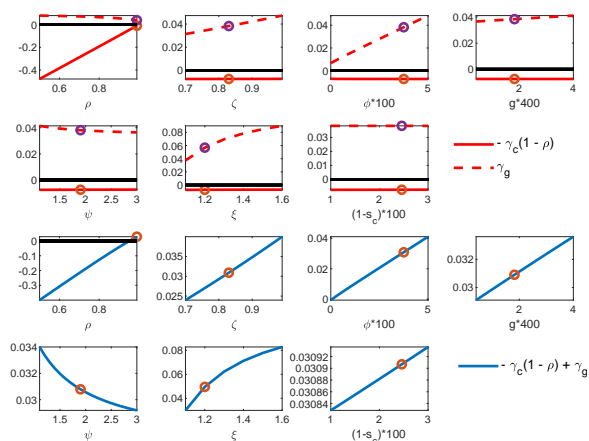 0 -0.2 -0.4 0.6 0.8 ρ
0.04 0.02 0 0.7 0.8 0.9 ζ
0.04 0.02 0 0 5 ϕ*100
0.04 0.02 0 1 2 3 4 g*400
0.04 0.02 0 2 3 1.5 2.5 ψ
0.08 0.06 0.04 0.02 0 1.2 1.4 1.6 ξ
0.03 0.02 0.01 0 1 2 3 (1-s_c)*100
- γ_c(1 - ρ)
γ_g
0 -0.1 -0.2 -0.3 0.6 0.8 ρ
0.035 0.03 0.024 0.7 0.8 0.9 1 ζ
0.04 0.02 0 0 5 ϕ*100
0.032 0.03 1 2 3 4 g*400
0.034 0.032 0.03 1.5 2 2.5 3 ψ
0.08 0.06 0.04 1.2 1.4 1.6 ξ
0.03092 0.0309 0.03088 0.03086 0.03084 1 2 3 (1-s_c)*100
- γ_c(1 - ρ) + γ_g